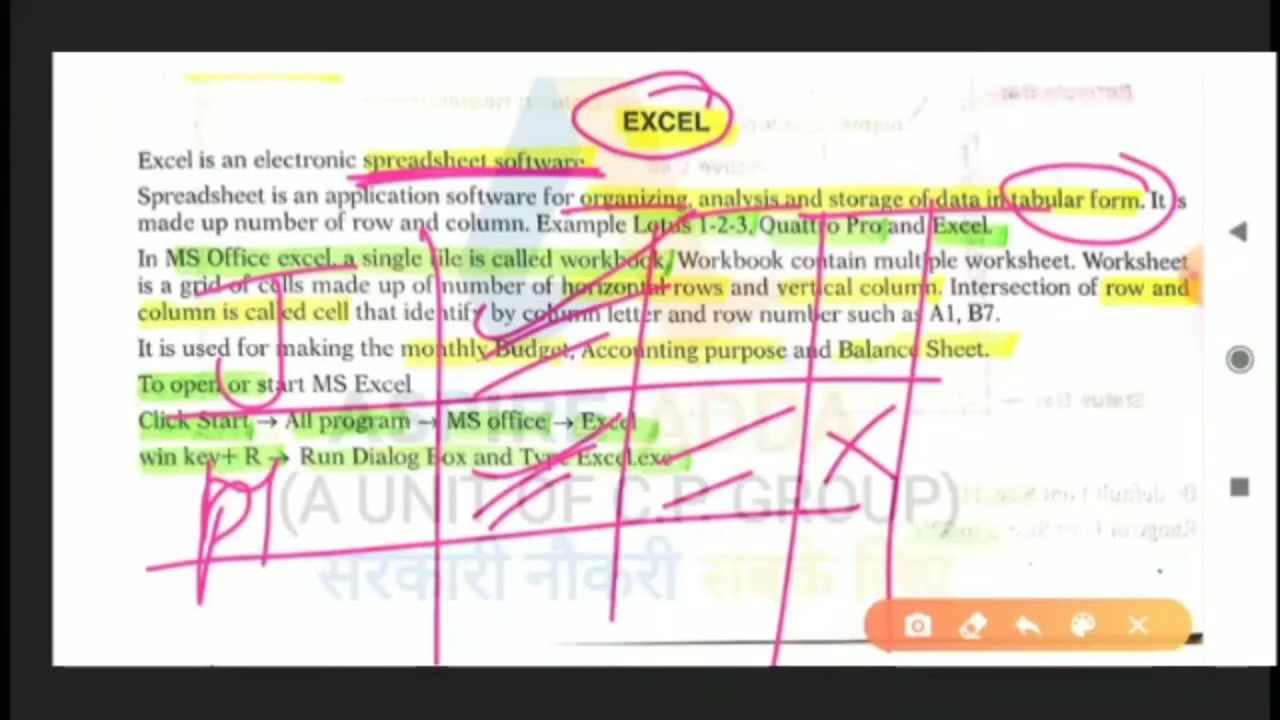 EXCEL
Excel is an electronic spreadsheet software
Spreadsheet is an application software for organizing, analysis and storage of data in tabular form. It is
made up number of row and column. Example Lotus 1-2-3, Quattro Pro and Excel.
In MS Office excel, a single file is called workbook, Workbook contain multiple worksheet. Worksheet
is a grid of cells made up of number of horizontal rows and vertical column. Intersection of row and
column is called cell that identify by column letter and row number such as A1, B7.
It is used for making the monthly Budget, Accounting purpose and Balance Sheet.
To open or start MS Excel
Click Start → All program → MS office → Excel
win key+ R → Run Dialog Box and Type Excel.exe
ASPIRE ADDA
(A UNIT OF C.P. GROUP)
सरकारी नौकरी सबके लिए